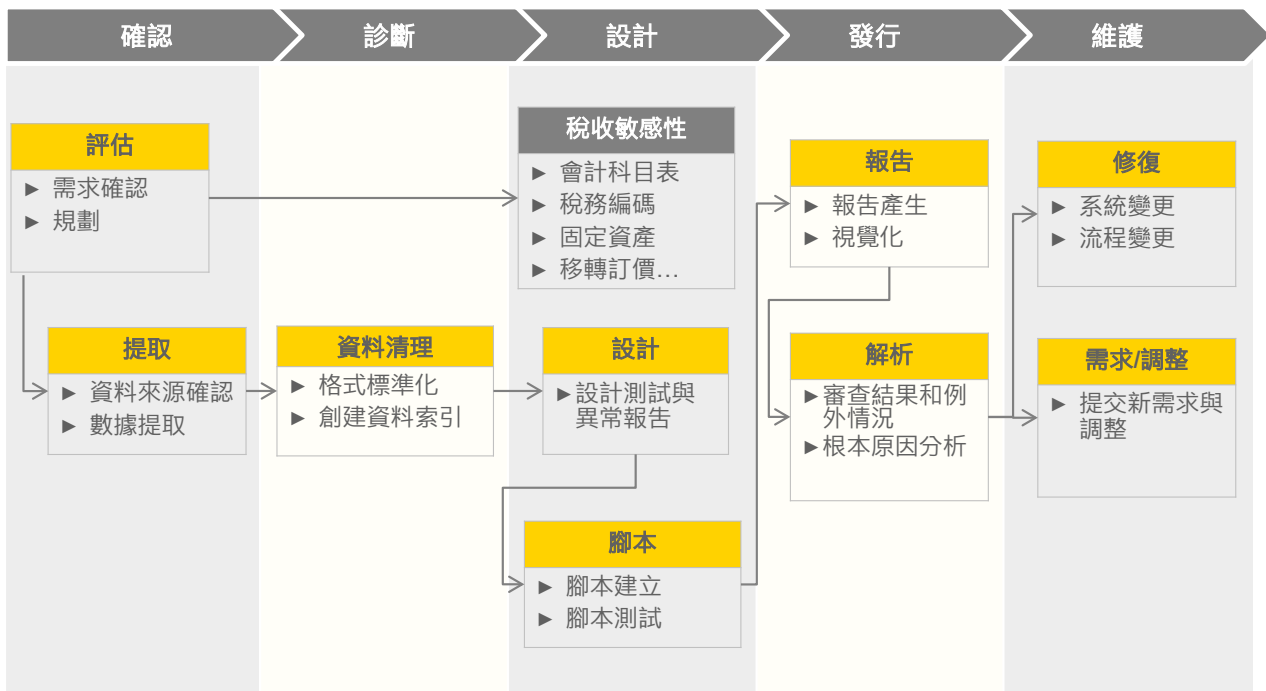 確認
診斷
設計
發行
維護
評估
► 需求確認
► 規劃
提取
► 資料來源確認
► 數據提取
資料清理
► 格式標準化
► 創建資料索引
稅收敏感性
► 會計科目表
► 稅務編碼
► 固定資產
► 移轉訂價…
設計
►設計測試與
異常報告
腳本
► 腳本建立
► 腳本測試
報告
► 報告產生
► 視覺化
解析
►審查結果和例
外情況
►根本原因分析
修復
► 系統變更
► 流程變更
需求/調整
► 提交新需求與
調整